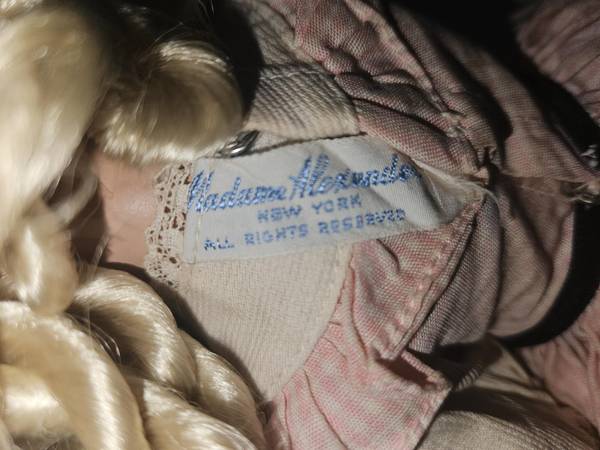 Madame Alexander
NEW YORK
ALL RIGHTS RESERVED